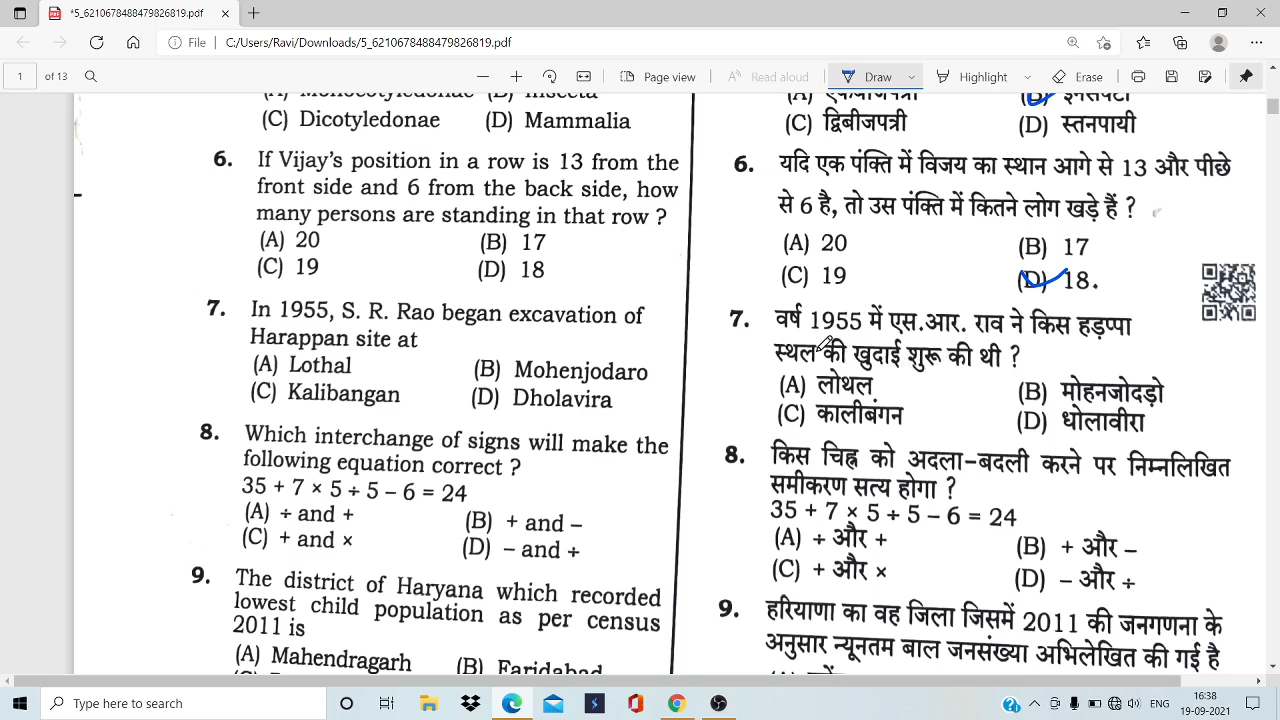 *5_6210678488479826819.pdf
File
C:/Users/Ravi/Downloads/5_6210678488479826819.pdf
1 of 13
Page view
Read aloud
Draw
Highlight
Erase
(A) Monocotyledonae (B) Insecta
(C) Dicotyledonae (D) Mammalia
6. If Vijay's position in a row is 13 from the
front side and 6 from the back side, how
many persons are standing in that row ?
(A) 20 (B) 17
(C) 19 (D) 18
7. In 1955, S. R. Rao began excavation of
Harappan site at
(A) Lothal (B) Mohenjodaro
(C) Kalibangan (D) Dholavira
8. Which interchange of signs will make the
following equation correct ?
35 + 7 × 5 ÷ 5 – 6 = 24
(A) ÷ and + (B) + and –
(C) + and × (D) – and ÷
9. The district of Haryana which recorded
lowest child population as per census
2011 is
(A) Mahendragarh (B) Faridabad
(A) एकबीजपत्री (B) इनसेक्टा
(C) द्विबीजपत्री (D) स्तनपायी
6. यदि एक पंक्ति में विजय का स्थान आगे से 13 और पीछे
से 6 है, तो उस पंक्ति में कितने लोग खड़े हैं ?
(A) 20 (B) 17
(C) 19 (D) 18.
7. वर्ष 1955 में एस.आर. राव ने किस हड़प्पा
स्थल की खुदाई शुरू की थी ?
(A) लोथल (B) मोहनजोदड़ो
(C) कालीबंगन (D) धोलावीरा
8. किस चिह्न को अदला-बदली करने पर निम्नलिखित
समीकरण सत्य होगा ?
35 + 7 × 5 ÷ 5 – 6 = 24
(A) ÷ और + (B) + और –
(C) + और × (D) – और ÷
9. हरियाणा का वह जिला जिसमें 2011 की जनगणना के
अनुसार न्यूनतम बाल जनसंख्या अभिलेखित की गई है
Type here to search
ENG
16:38
19-09-2021